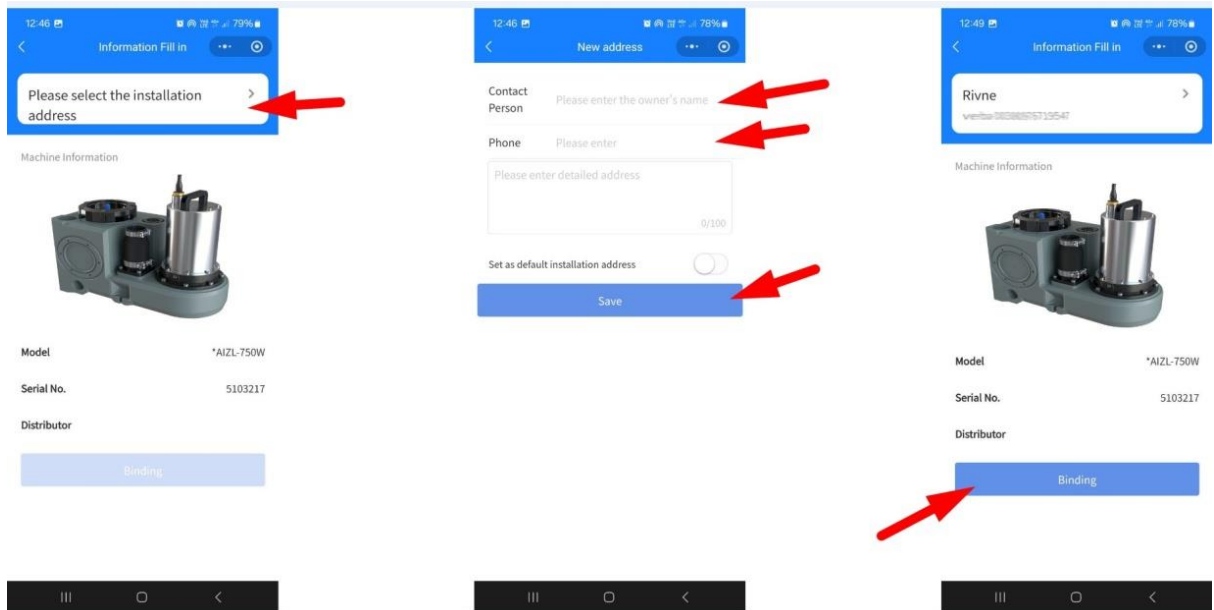 12:46
79%
Information Fill in
Please select the installation
address
Machine Information
Model *AIZL-750W
Serial No. 5103217
Distributor
Binding
12:46
78%
New address
Contact
Person
Please enter the owner's name
Phone Please enter
Please enter detailed address
0/100
Set as default installation address
Save
12:49
78%
Information Fill in
Rivne
Machine Information
Model *AIZL-750W
Serial No. 5103217
Distributor
Binding